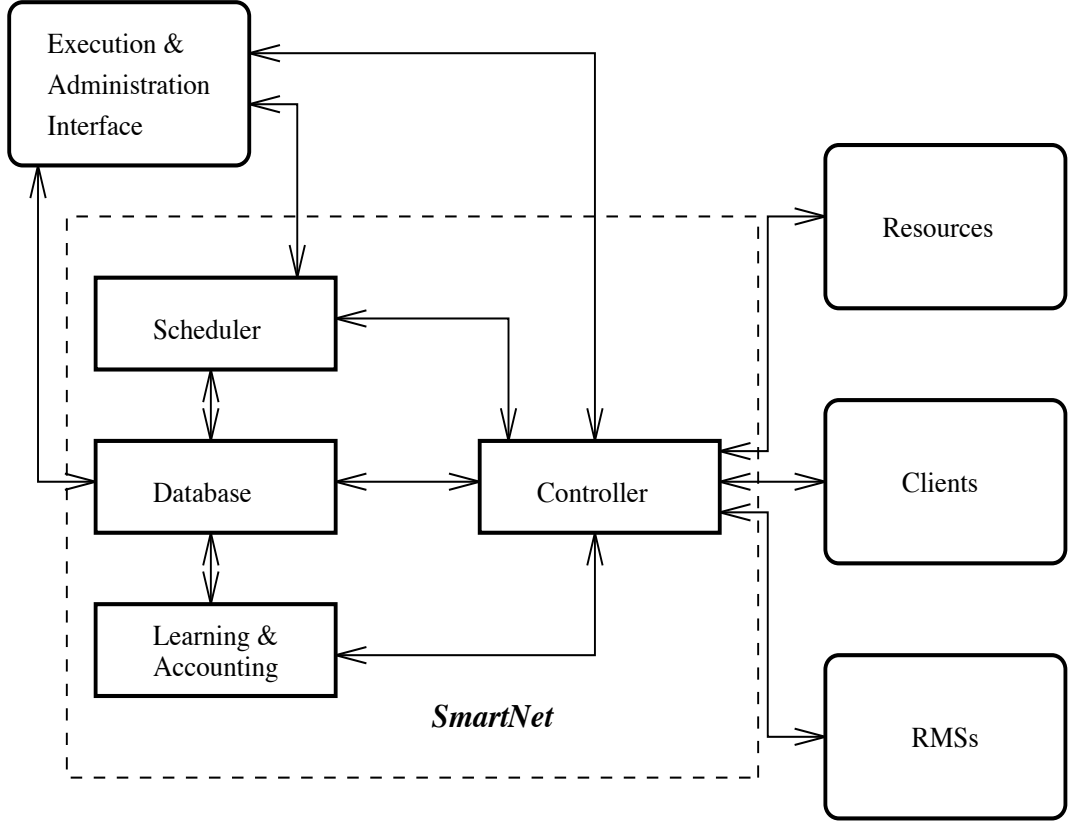 Execution &
Administration
Interface
Resources
Scheduler
Clients
Database
Controller
Learning &
Accounting
SmartNet
RMSs